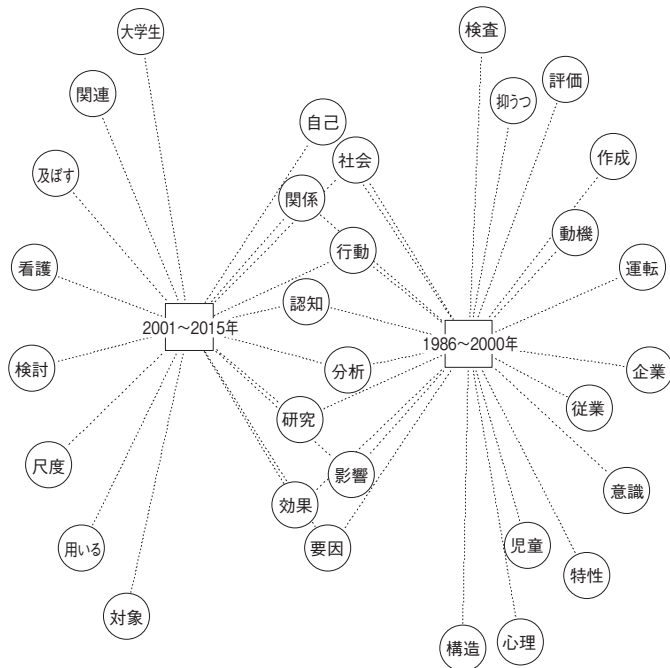 大学生
検査
関連
抑うつ
評価
自己
及ぼす
社会
作成
関係
動機
行動
看護
運転
認知
2001～2015年
1986～2000年
検討
分析
企業
従業
研究
尺度
影響
意識
効果
用いる
要因
児童
特性
対象
構造
心理